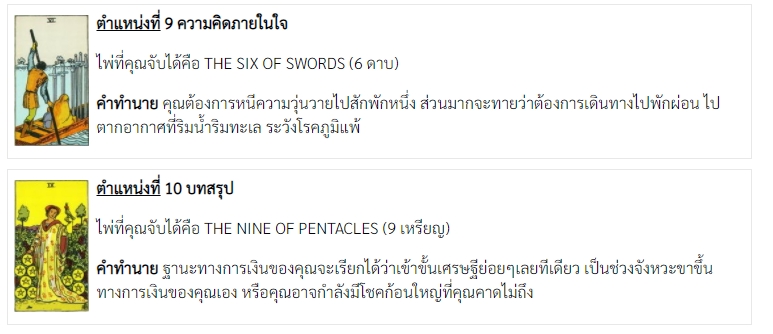 VI
ตำแหน่งที่ 9 ความคิดภายในใจ
ไพ่ที่คุณจับได้คือ THE SIX OF SWORDS (6 ดาบ)
คำทำนาย คุณต้องการหนีความวุ่นวายไปสักพักหนึ่ง ส่วนมากจะทายว่าต้องการเดินทางไปพักผ่อน ไป
ตากอากาศที่ริมน้ำริมทะเล ระวังโรคภูมิแพ้
IX
ตำแหน่งที่ 10 บทสรุป
ไพ่ที่คุณจับได้คือ THE NINE OF PENTACLES (9 เหรียญ)
คำทำนาย ฐานะทางการเงินของคุณจะเรียกได้ว่าเข้าขั้นเศรษฐีย่อยๆเลยทีเดียว เป็นช่วงจังหวะขาขึ้น
ทางการเงินของคุณเอง หรือคุณอาจกำลังมีโชคก้อนใหญ่ที่คุณคาดไม่ถึง